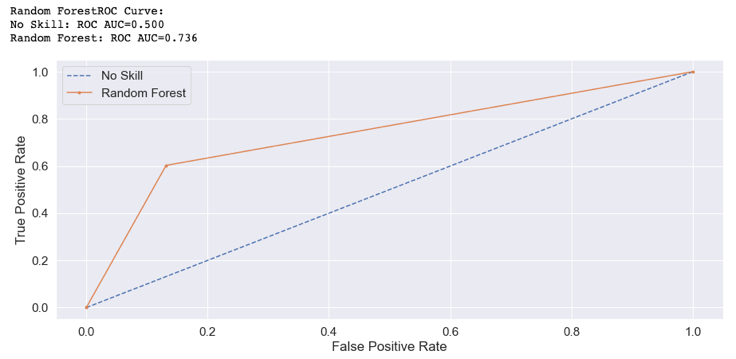 Random ForestROC Curve:
No Skill: ROC AUC=0.500
Random Forest: ROC AUC=0.736
No Skill
Random Forest
1.0
0.8
0.6
0.4
0.2
0.0
True Positive Rate
0.0 0.2 0.4 0.6 0.8 1.0
False Positive Rate